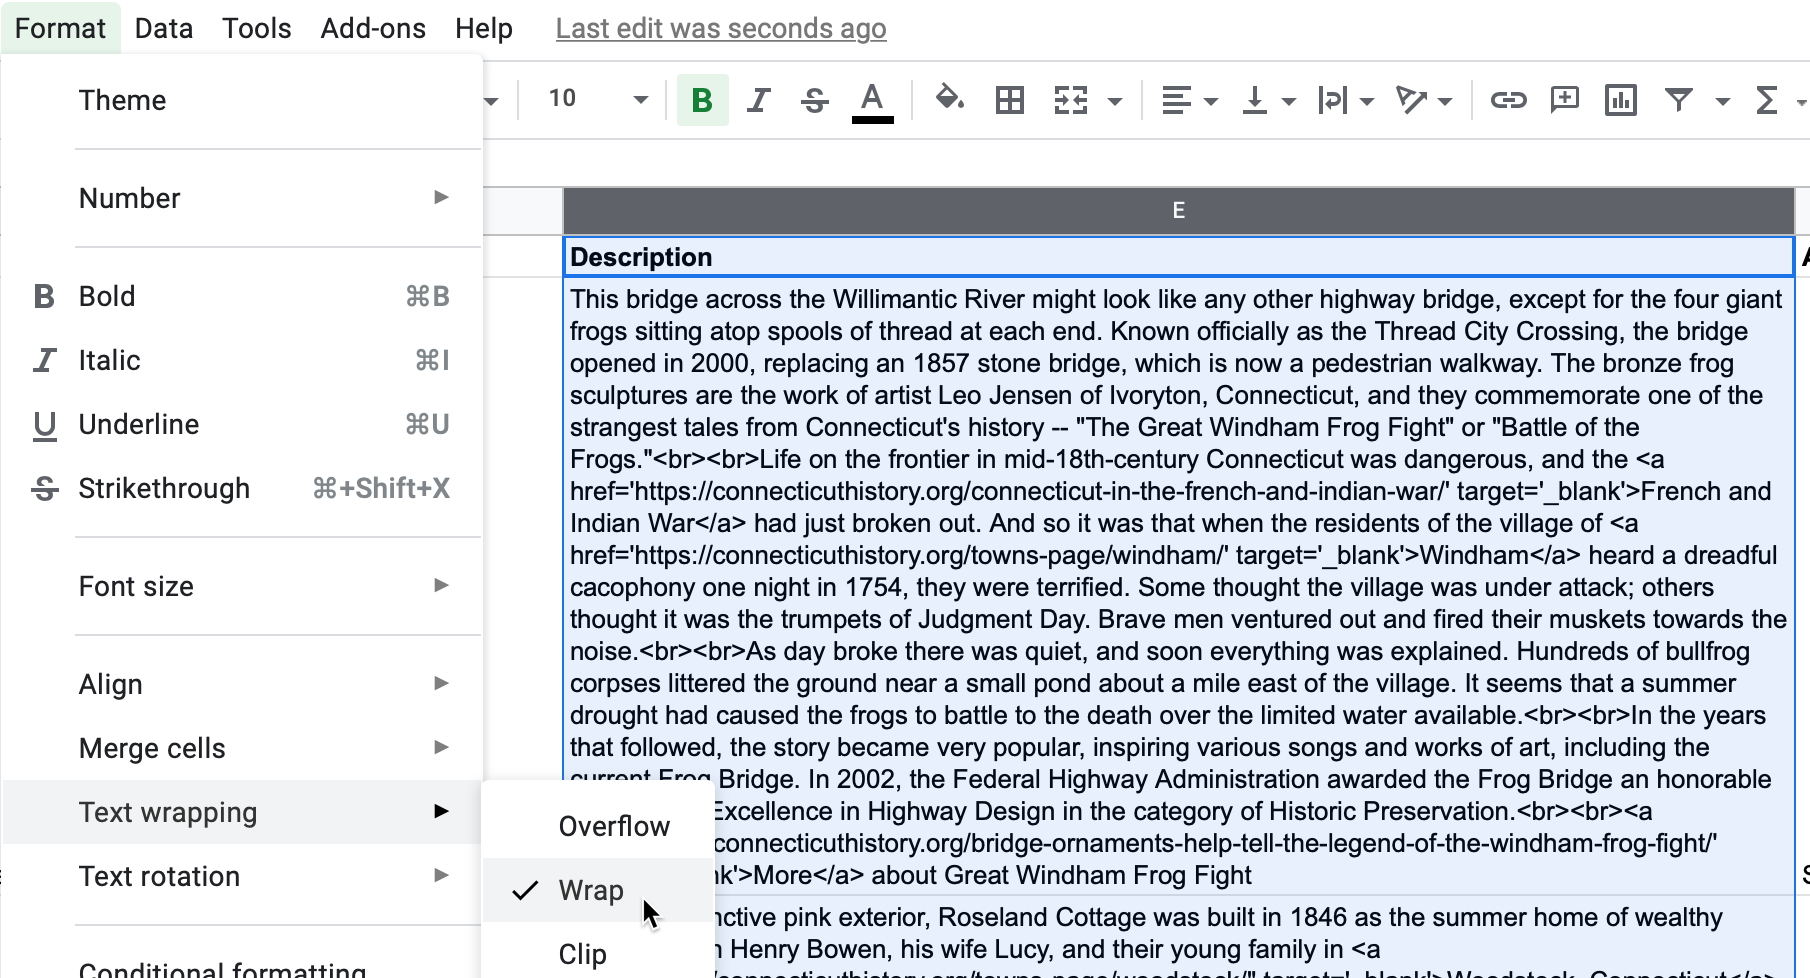 Format Data Tools Add-ons Help Last edit was seconds ago
10 B I S A
Theme
Number
B Bold ⌘B
I Italic ⌘I
U Underline ⌘U
S Strikethrough ⌘+Shift+X
Font size
Align
Merge cells
Text wrapping
Text rotation
Conditional formatting
Overflow
Wrap
Clip
E
Description
This bridge across the Willimantic River might look like any other highway bridge, except for the four giant
frogs sitting atop spools of thread at each end. Known officially as the Thread City Crossing, the bridge
opened in 2000, replacing an 1857 stone bridge, which is now a pedestrian walkway. The bronze frog
sculptures are the work of artist Leo Jensen of Ivoryton, Connecticut, and they commemorate one of the
strangest tales from Connecticut's history -- "The Great Windham Frog Fight" or "Battle of the
Frogs."<br><br>Life on the frontier in mid-18th-century Connecticut was dangerous, and the <a
href='https://connecticuthistory.org/connecticut-in-the-french-and-indian-war/' target='_blank'>French and
Indian War</a> had just broken out. And so it was that when the residents of the village of <a
href='https://connecticuthistory.org/towns-page/windham/' target='_blank'>Windham</a> heard a dreadful
cacophony one night in 1754, they were terrified. Some thought the village was under attack; others
thought it was the trumpets of Judgment Day. Brave men ventured out and fired their muskets towards the
noise.<br><br>As day broke there was quiet, and soon everything was explained. Hundreds of bullfrog
corpses littered the ground near a small pond about a mile east of the village. It seems that a summer
drought had caused the frogs to battle to the death over the limited water available.<br><br>In the years
that followed, the story became very popular, inspiring various songs and works of art, including the
current Frog Bridge. In 2002, the Federal Highway Administration awarded the Frog Bridge an honorable
Excellence in Highway Design in the category of Historic Preservation.<br><br><a
connecticuthistory.org/bridge-ornaments-help-tell-the-legend-of-the-windham-frog-fight/'
nk'>More</a> about Great Windham Frog Fight
nctive pink exterior, Roseland Cottage was built in 1846 as the summer home of wealthy
n Henry Bowen, his wife Lucy, and their young family in <a
/connecticuthistory.org/towns-page/woodstock/" target='_blank'>Woodstock, Connecticut</a>